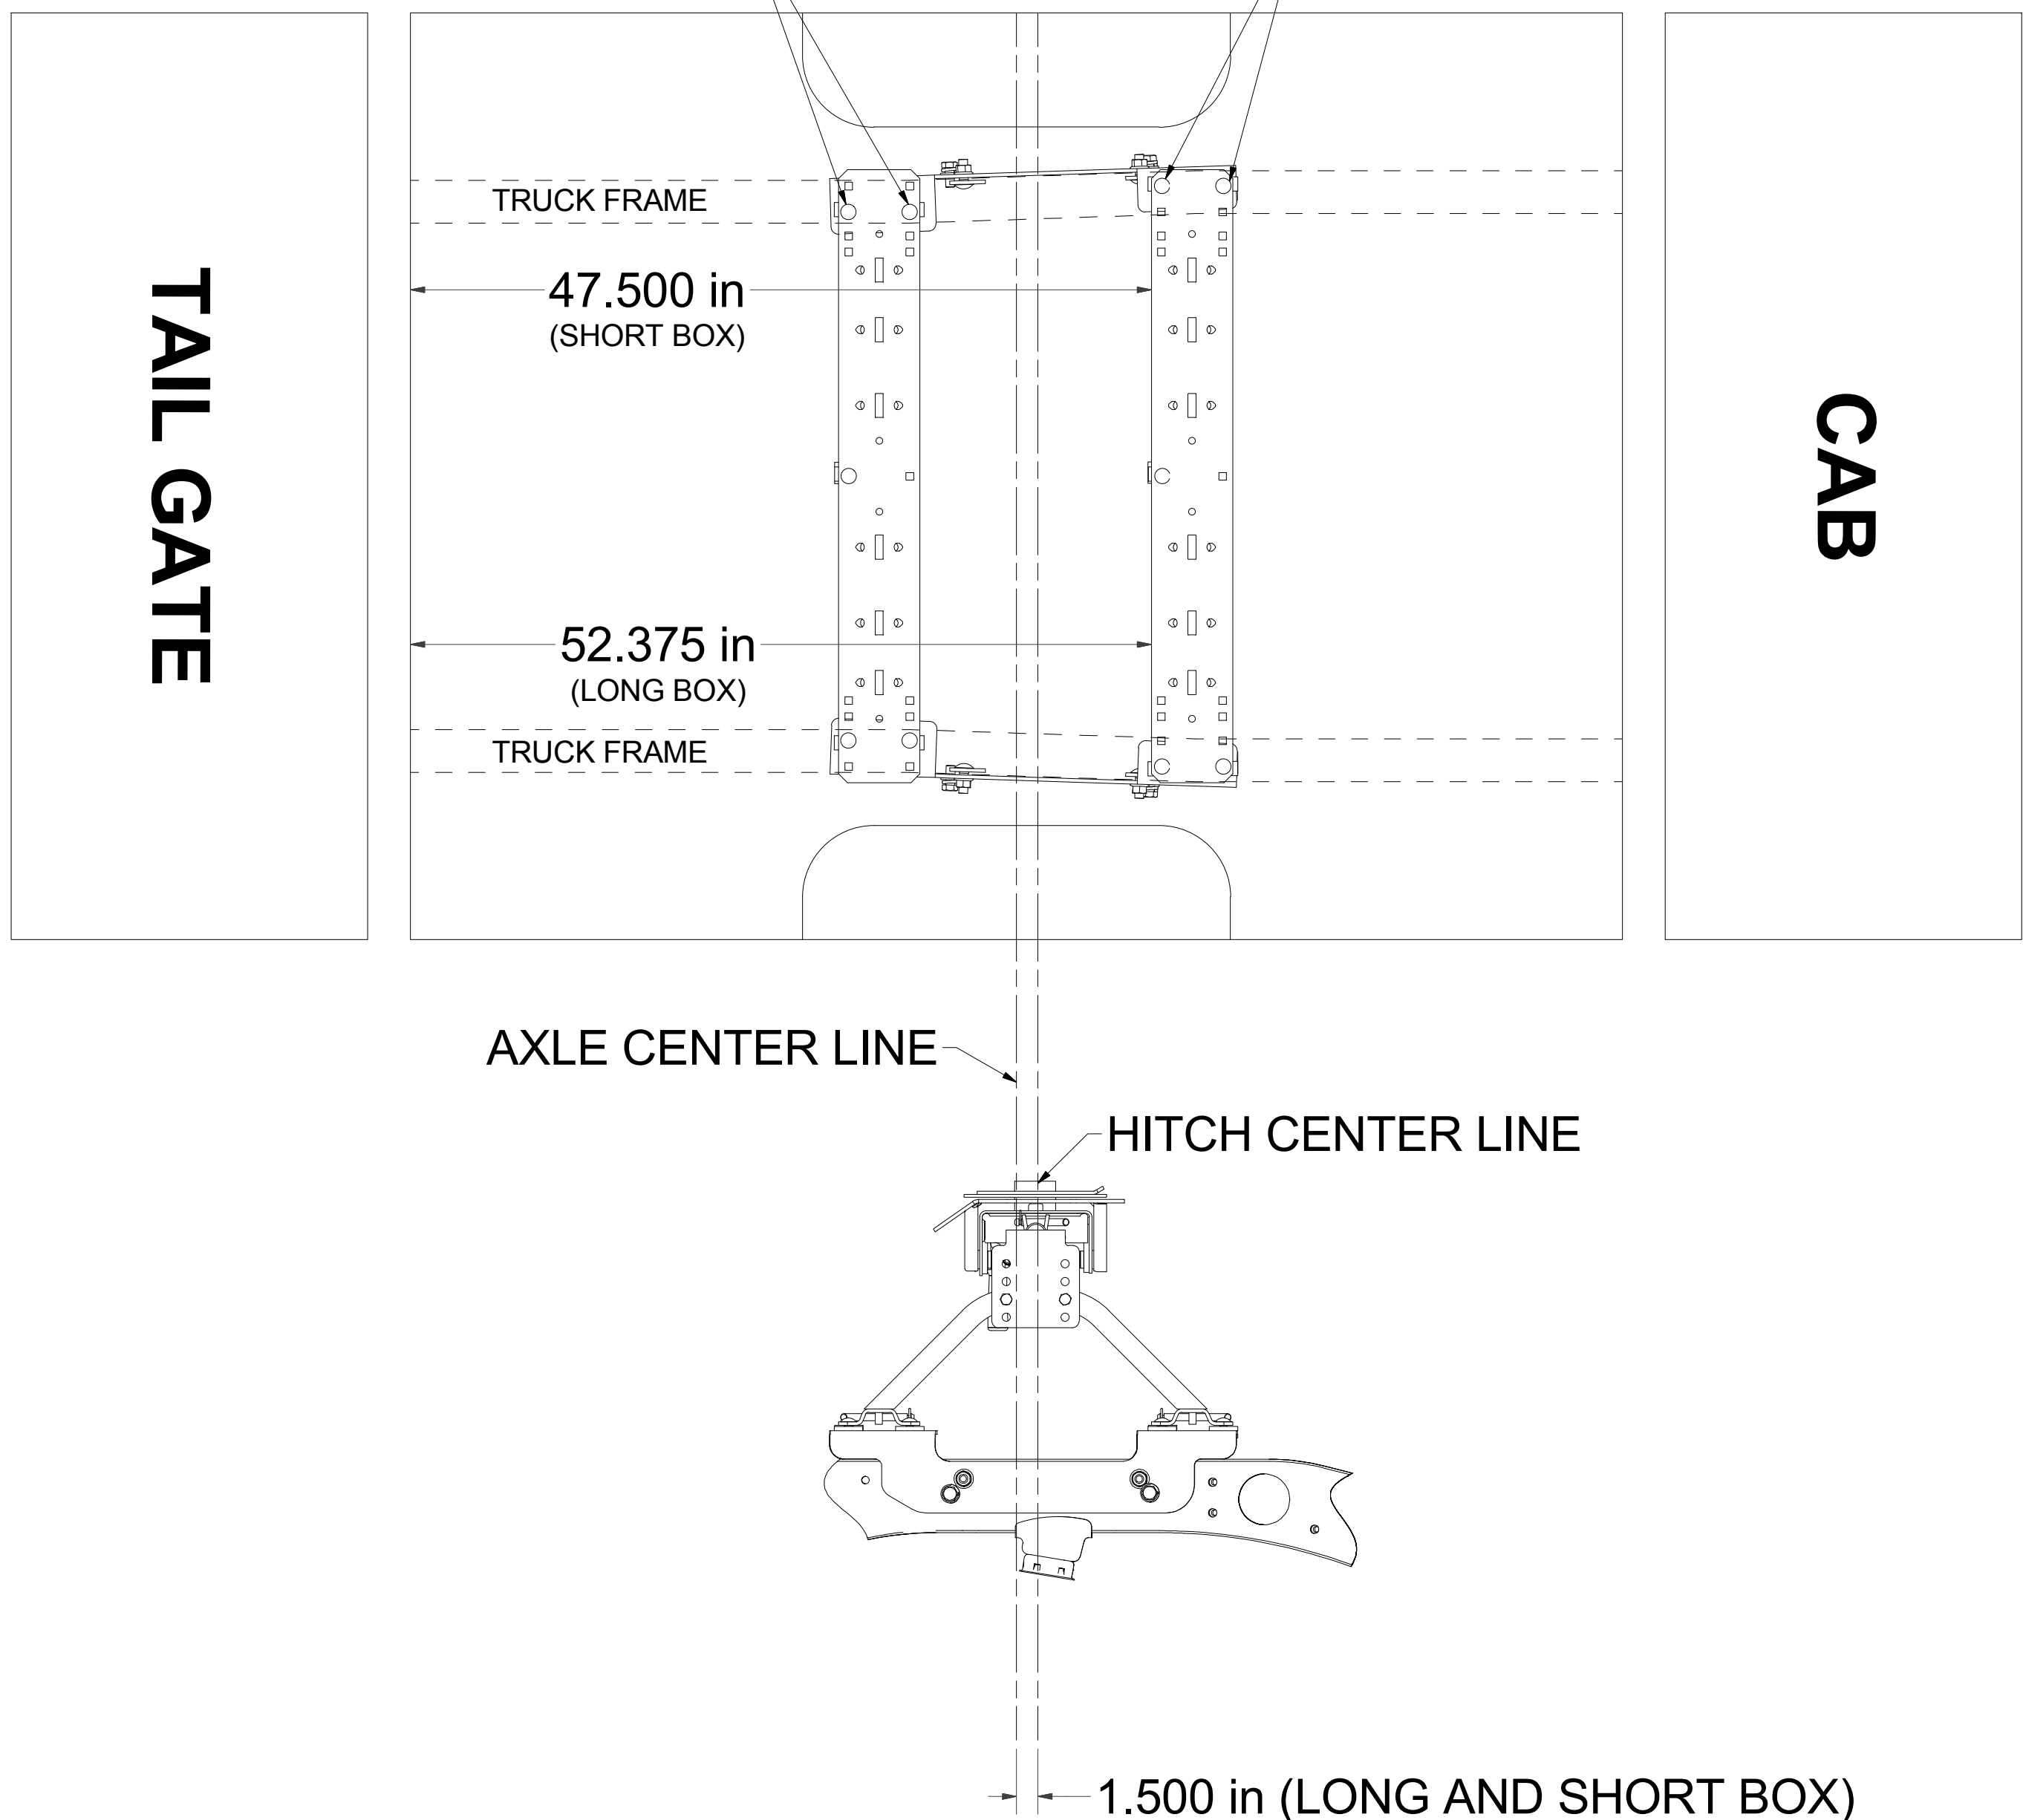 TRUCK FRAME
47.500 in
(SHORT BOX)
TAIL GATE
CAB
52.375 in
(LONG BOX)
TRUCK FRAME
AXLE CENTER LINE
HITCH CENTER LINE
1.500 in (LONG AND SHORT BOX)